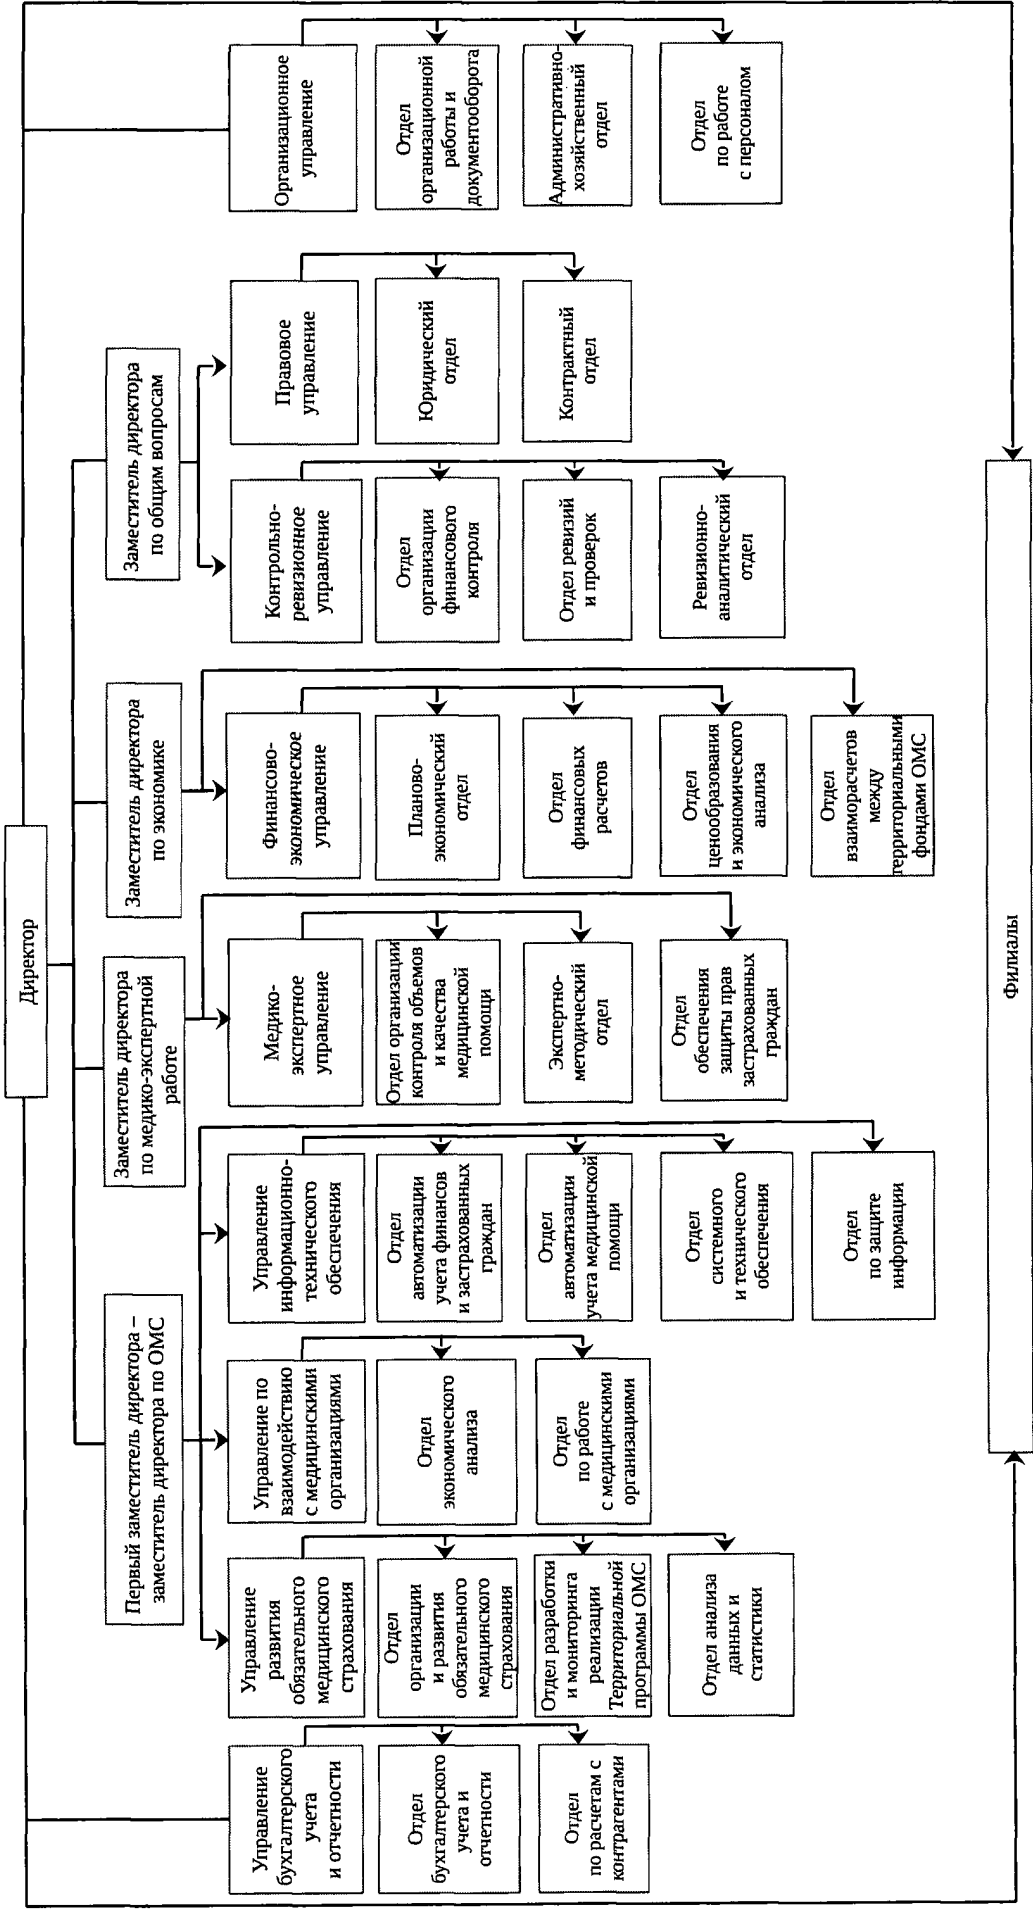 Директор
Первый заместитель директора –
заместитель директора по ОМС
Заместитель директора
по медико-экспертной
работе
Заместитель директора
по экономике
Заместитель директора
по общим вопросам
Управление
бухгалтерского
учета
и отчетности
Управление
развития
обязательного
медицинского
страхования
Управление по
взаимодействию
с медицинскими
организациями
Управление
информационно-
технического
обеспечения
Медико-
экспертное
управление
Финансово-
экономическое
управление
Контрольно-
ревизионное
управление
Правовое
управление
Организационное
управление
Отдел
бухгалтерского
учета и
отчетности
Отдел
организации
и развития
обязательного
медицинского
страхования
Отдел
экономического
анализа
Отдел
автоматизации
учета финансов
и застрахованных
граждан
Отдел организации
контроля объемов
и качества
медицинской
помощи
Планово-
экономический
отдел
Отдел
организации
финансового
контроля
Юридический
отдел
Отдел
организационной
работы и
документооборота
Отдел
по расчетам с
контрагентами
Отдел разработки
и мониторинга
реализации
Территориальной
программы ОМС
Отдел
по работе
с медицинскими
организациями
Отдел
автоматизации
учета медицинской
помощи
Экспертно-
методический
отдел
Отдел
финансовых
расчетов
Отдел ревизий
и проверок
Контрактный
отдел
Административно-
хозяйственный
отдел
Отдел анализа
данных и
статистики
Отдел
системного
и технического
обеспечения
Отдел
обеспечения
защиты прав
застрахованных
граждан
Отдел
ценообразования
и экономического
анализа
Ревизионно-
аналитический
отдел
Отдел
по работе
с персоналом
Отдел
по защите
информации
Отдел
взаиморасчетов
между
территориальными
фондами ОМС
Филиалы